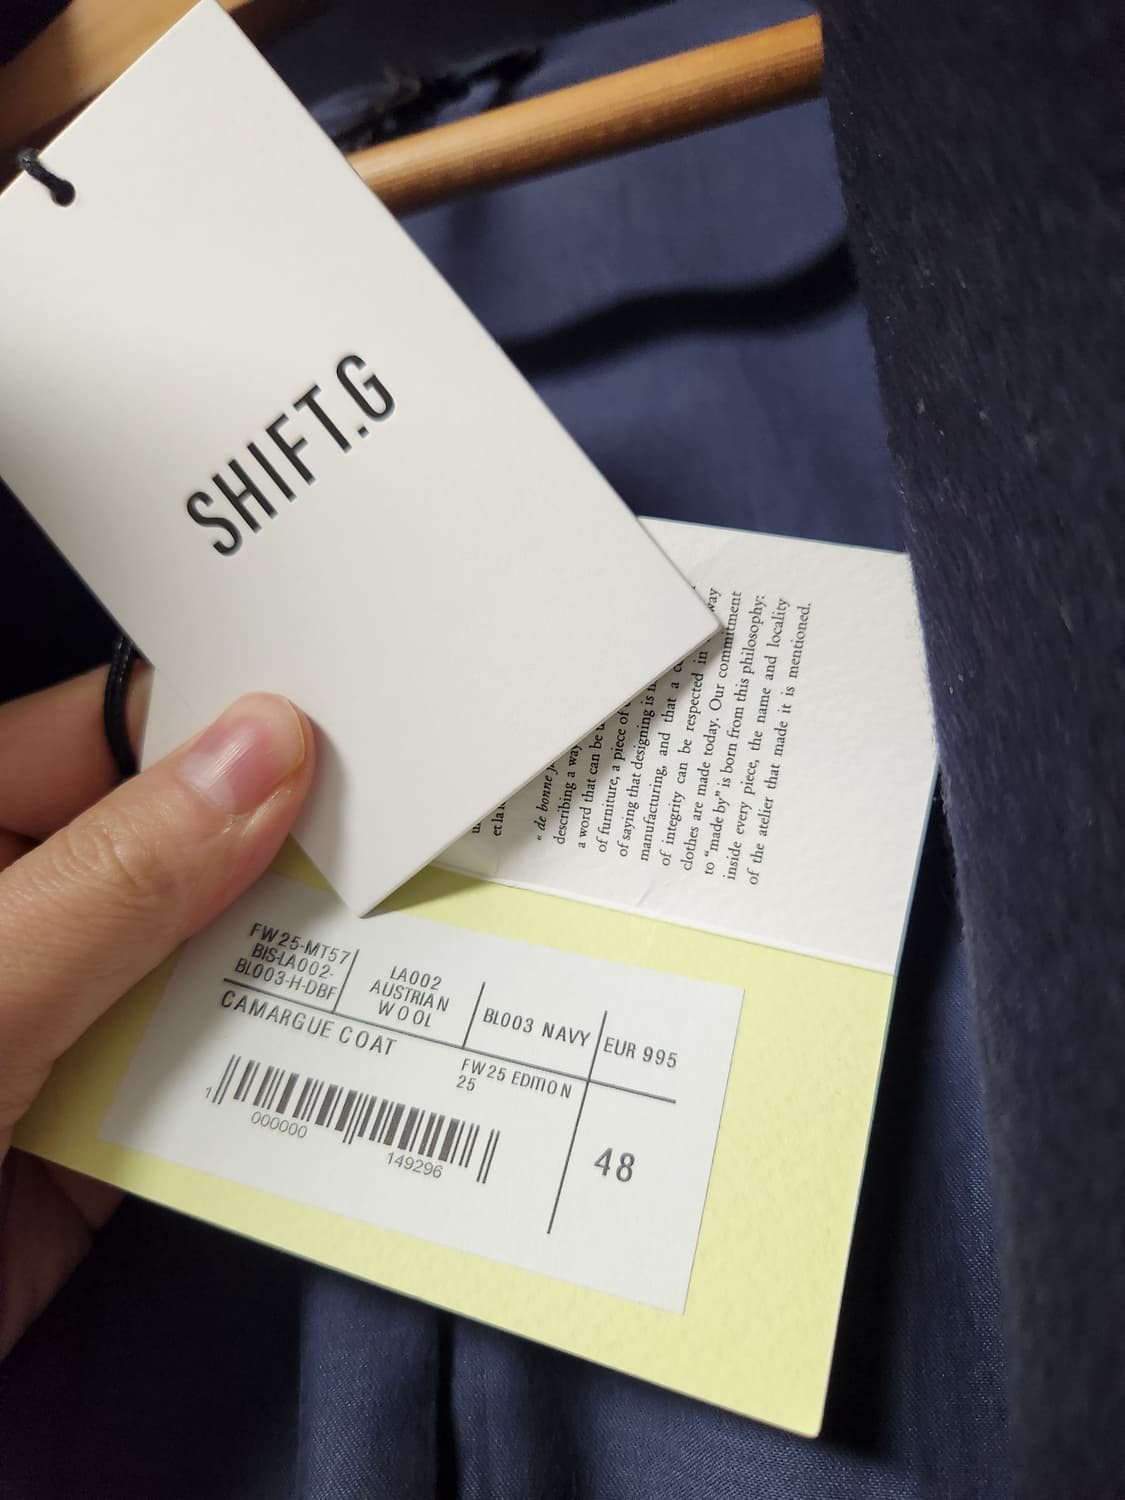 SHIFT.G
et la
« de bonne
describing a way
a word that can be
of furniture, a piece of
of saying that designing is
manufacturing, and that a
of integrity can be respected in way
clothes are made today. Our commitment
to “made by” is born from this philosophy:
inside every piece, the name and locality
of the atelier that made it is mentioned.
FW25-MT57
BIS-LA002-
BL003-H-DBF
LA002
AUSTRIAN
WOOL
BL003 NAVY
EUR 995
CAMARGUE COAT
FW25 EDITION
25
1 000000 149296
48